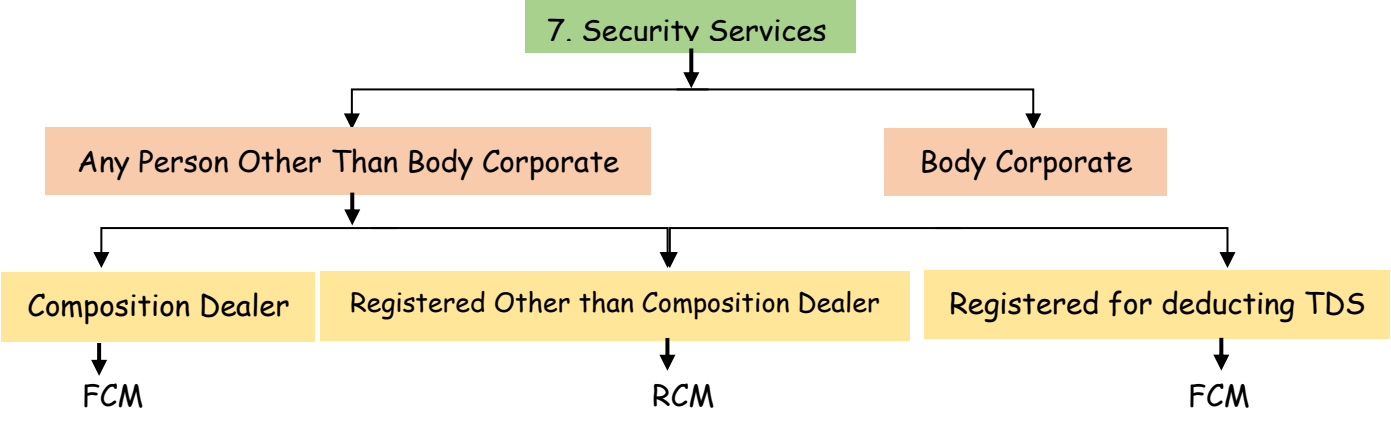 7. Security Services
Any Person Other Than Body Corporate
Body Corporate
Composition Dealer
Registered Other than Composition Dealer
Registered for deducting TDS
FCM
RCM
FCM